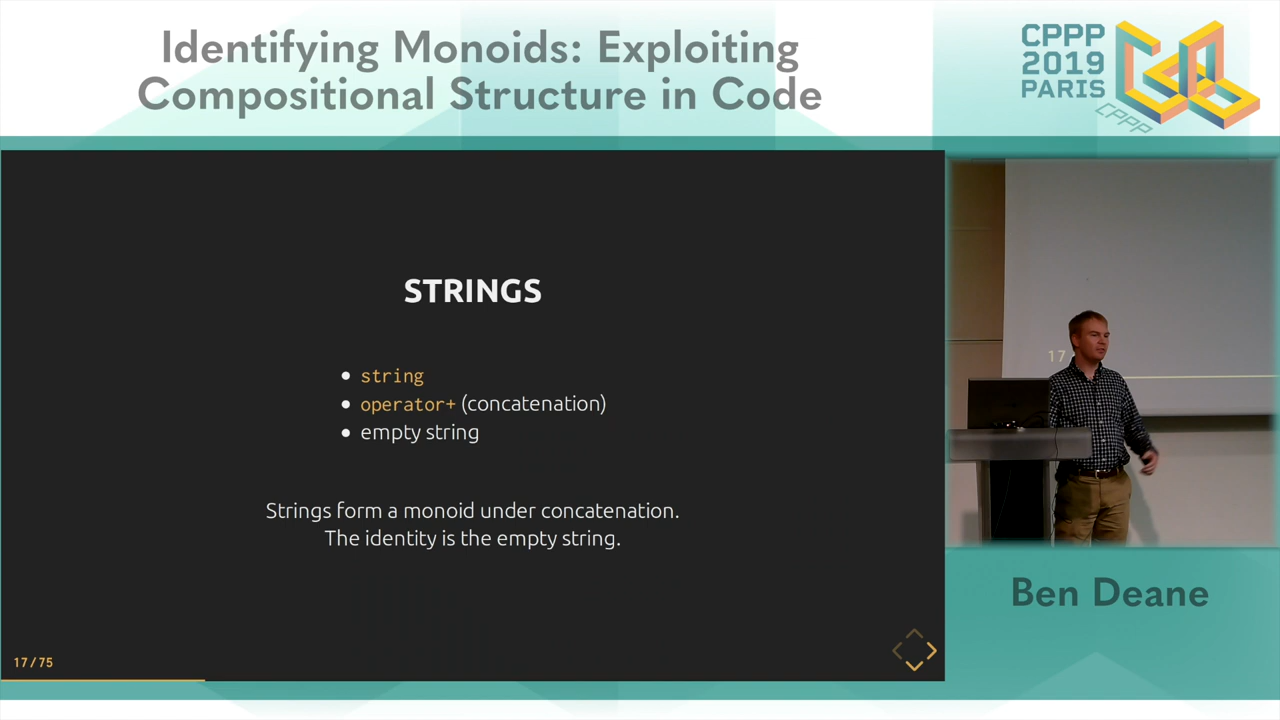 Identifying Monoids: Exploiting
Compositional Structure in Code
CPPP
2019
PARIS
CPPP
STRINGS
• string
• operator+ (concatenation)
• empty string
Strings form a monoid under concatenation.
The identity is the empty string.
17 / 75
17
Ben Deane